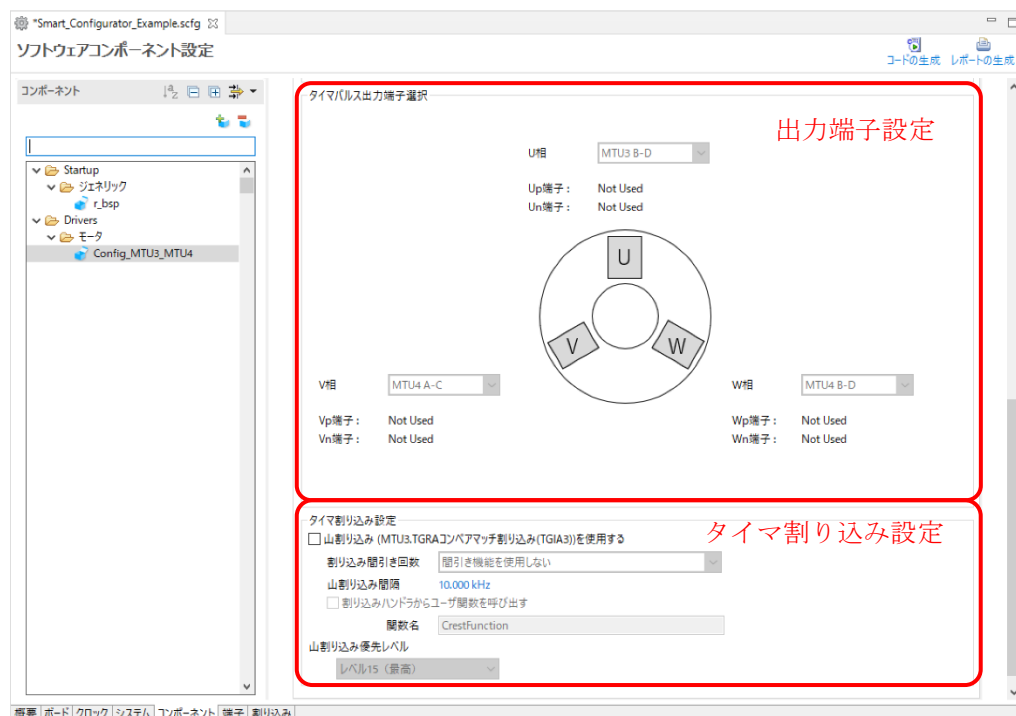 *Smart_Configurator_Example.scfg
ソフトウェアコンポーネント設定
コードの生成 レポートの生成
コンポーネント
タイマパルス出力端子選択
出力端子設定
Startup
ジェネリック
r_bsp
Drivers
モータ
Config_MTU3_MTU4
U相 MTU3 B-D
Up端子： Not Used
Un端子： Not Used
U
V
W
V相 MTU4 A-C
Vp端子： Not Used
Vn端子： Not Used
W相 MTU4 B-D
Wp端子： Not Used
Wn端子： Not Used
タイマ割り込み設定
タイマ割り込み設定
山割り込み (MTU3.TGRAコンペアマッチ割り込み(TGIA3))を使用する
割り込み間引き回数 間引き機能を使用しない
山割り込み間隔 10.000 kHz
割り込みハンドラからユーザ関数を呼び出す
関数名 CrestFunction
山割り込み優先レベル
レベル15（最高）
概要 ボード クロック システム コンポーネント 端子 割り込み